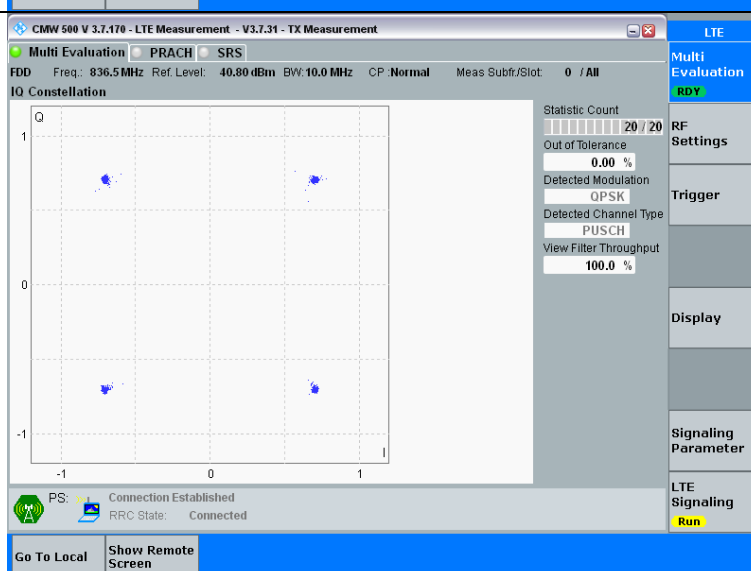 CMW 500 V 3.7.170 - LTE Measurement - V3.7.31 - TX Measurement
LTE
Multi Evaluation PRACH SRS
Multi Evaluation
RDY
FDD Freq.: 836.5 MHz Ref. Level: 40.80 dBm BW: 10.0 MHz CP :Normal Meas Subfr./Slot: 0 / All
IQ Constellation
Q
1
0
-1
I
-1 0 1
Statistic Count
20 / 20
Out of Tolerance
0.00 %
Detected Modulation
QPSK
Detected Channel Type
PUSCH
View Filter Throughput
100.0 %
RF
Settings
Trigger
Display
Signaling
Parameter
LTE
Signaling
Run
PS: Connection Established
RRC State: Connected
Go To Local
Show Remote
Screen